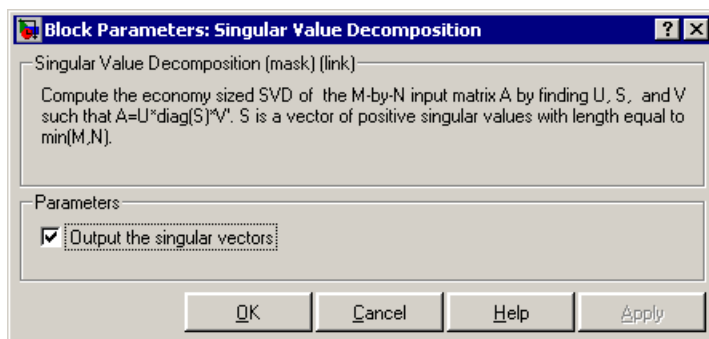 Block Parameters: Singular Value Decomposition
Singular Value Decomposition (mask) (link)
Compute the economy sized SVD of the M-by-N input matrix A by finding U, S, and V
such that A=U*diag(S)*V'. S is a vector of positive singular values with length equal to
min(M,N).
Parameters
Output the singular vectors
OK Cancel Help Apply